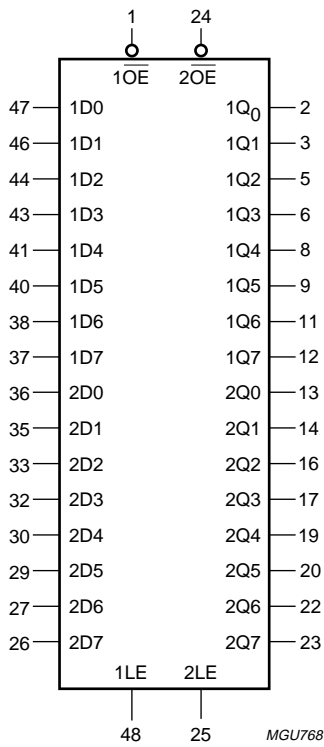 1 24
1OE 2OE
47 1D0 1Q0 2
46 1D1 1Q1 3
44 1D2 1Q2 5
43 1D3 1Q3 6
41 1D4 1Q4 8
40 1D5 1Q5 9
38 1D6 1Q6 11
37 1D7 1Q7 12
36 2D0 2Q0 13
35 2D1 2Q1 14
33 2D2 2Q2 16
32 2D3 2Q3 17
30 2D4 2Q4 19
29 2D5 2Q5 20
27 2D6 2Q6 22
26 2D7 2Q7 23
1LE 2LE
48 25 MGU768